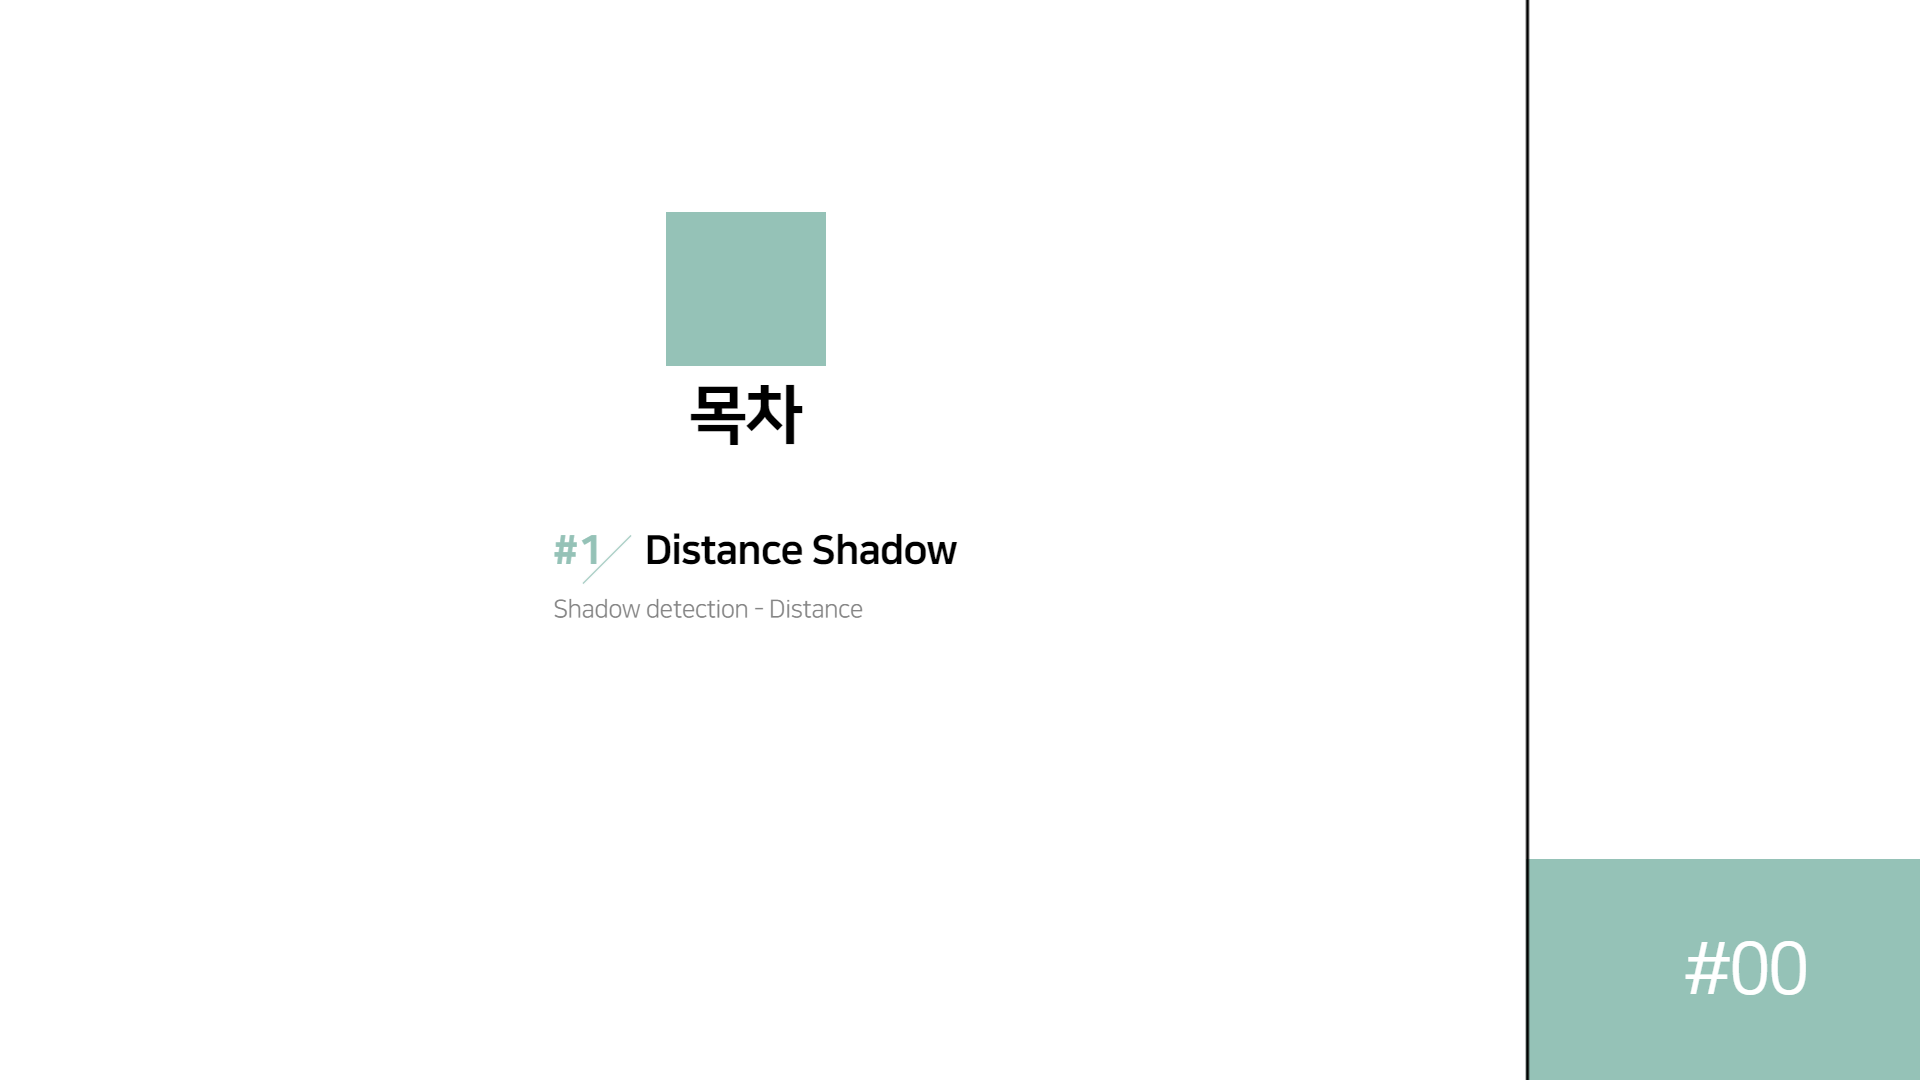 목차
#1 Distance Shadow
Shadow detection - Distance
#00